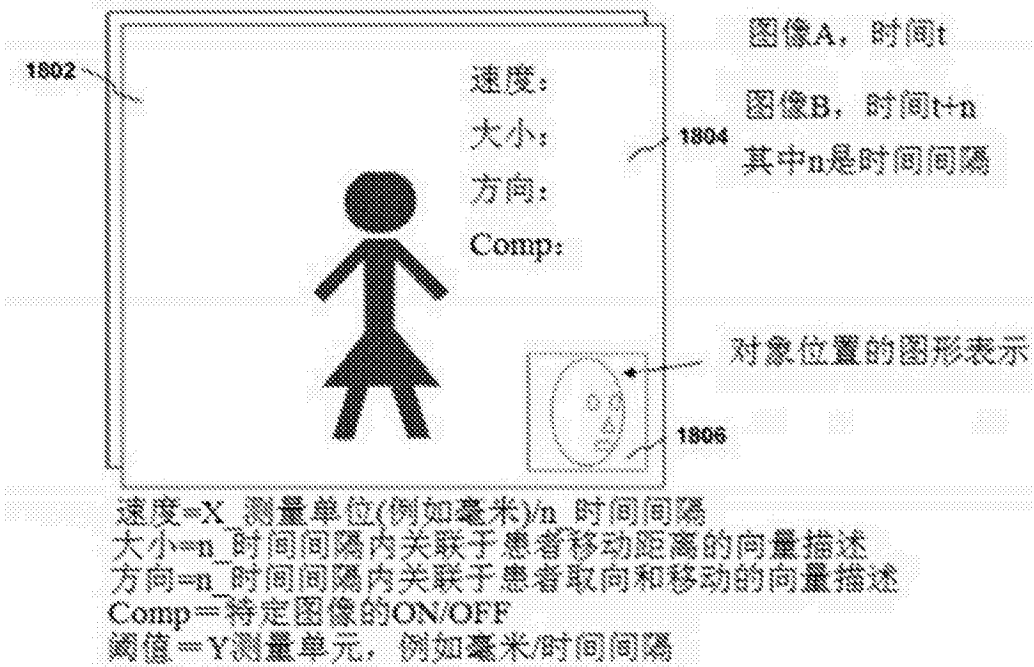 图像A，时间t
1802
速度：
图像B，时间t+n
大小：
1804
其中n是时间间隔
方向：
Comp：
对象位置的图形表示
1806
速度=X_测量单位(例如毫米)/n_时间间隔
大小=n_时间间隔内关联于患者移动距离的向量描述
方向=n_时间间隔内关联于患者取向和移动的向量描述
Comp＝特定图像的ON/OFF
阈值＝Y测量单元，例如毫米/时间间隔